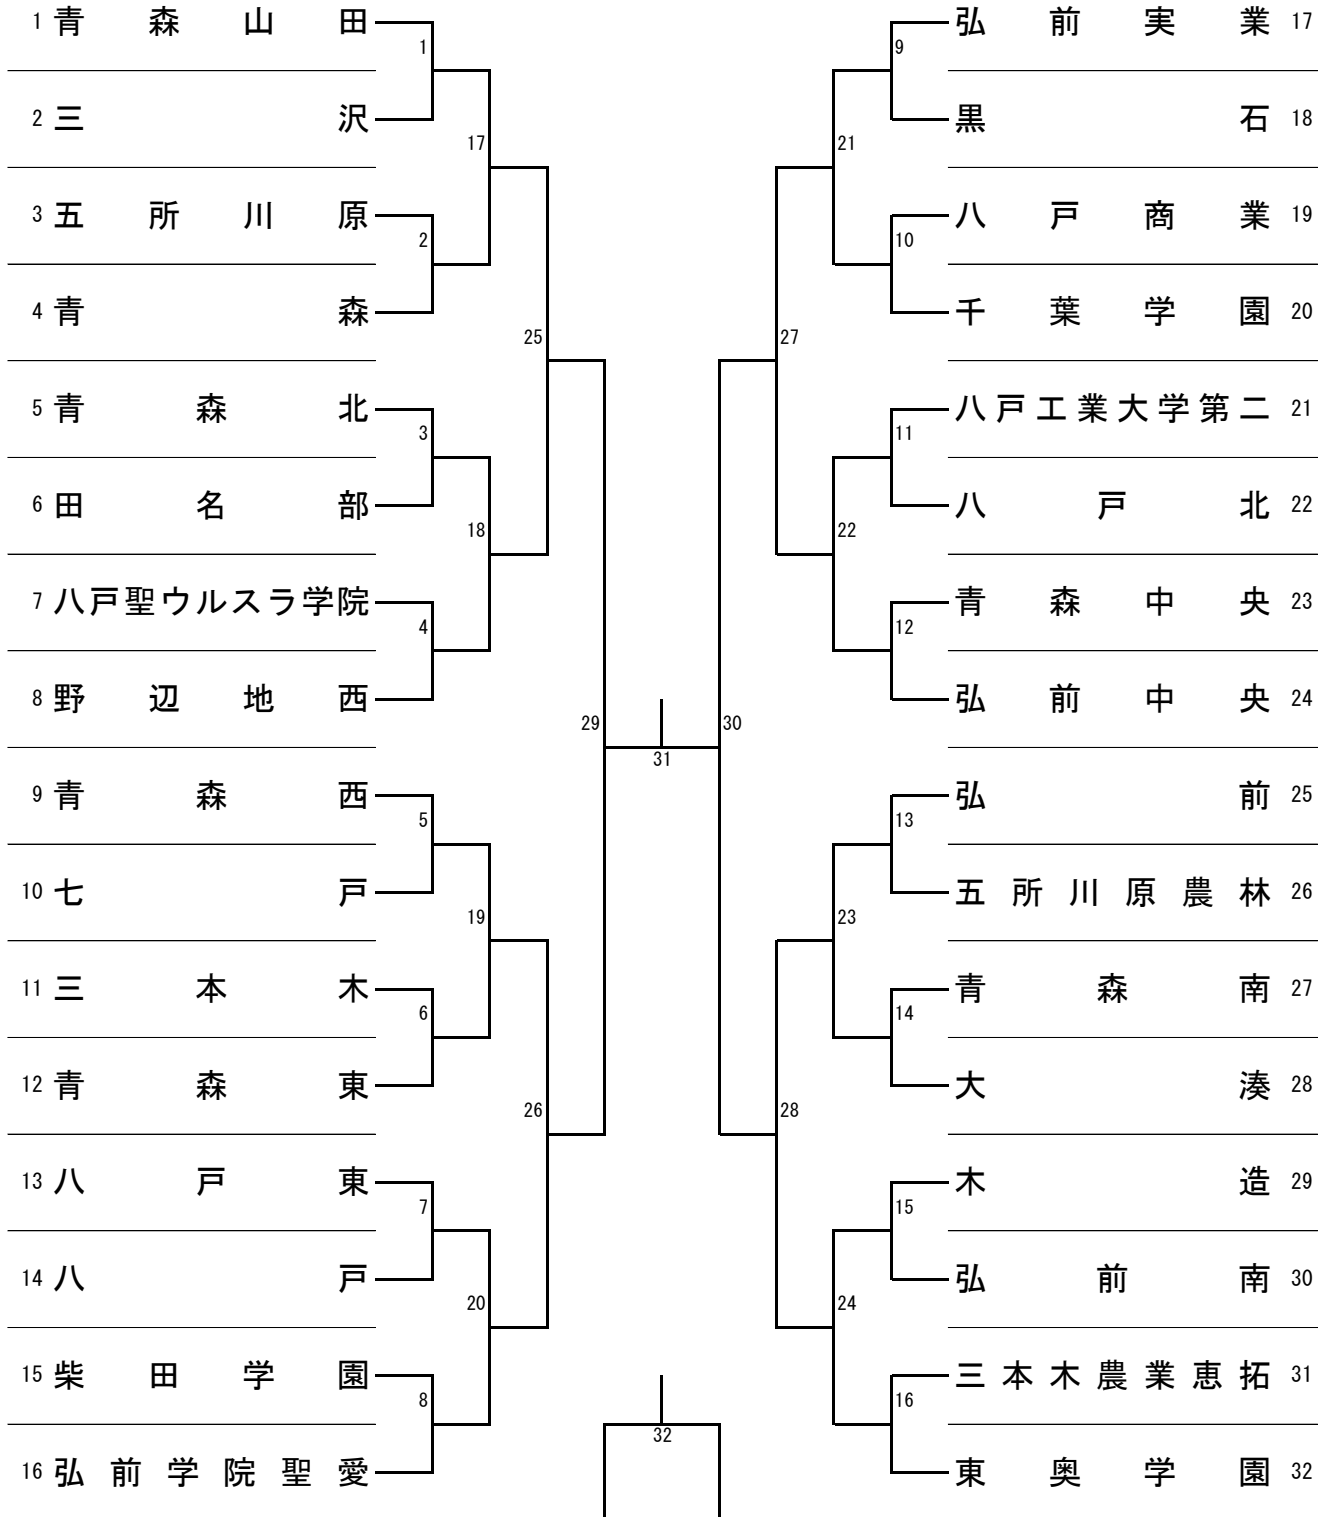 1 青森山田
1
2 三沢
17
3 五所川原
2
4 青森
25
5 青森北
3
6 田名部
18
7 八戸聖ウルスラ学院
4
8 野辺地西
29
9 青森西
5
10 七戸
19
11 三本木
6
12 青森東
26
13 八戸東
7
14 八戸
20
15 柴田学園
8
16 弘前学院聖愛
31
32
弘前実業 17
9
黒石 18
21
八戸商業 19
10
千葉学園 20
27
八戸工業大学第二 21
11
八戸北 22
22
青森中央 23
12
弘前中央 24
30
弘前 25
13
五所川原農林 26
23
青森南 27
14
大湊 28
28
木造 29
15
弘前南 30
24
三本木農業恵拓 31
16
東奥学園 32